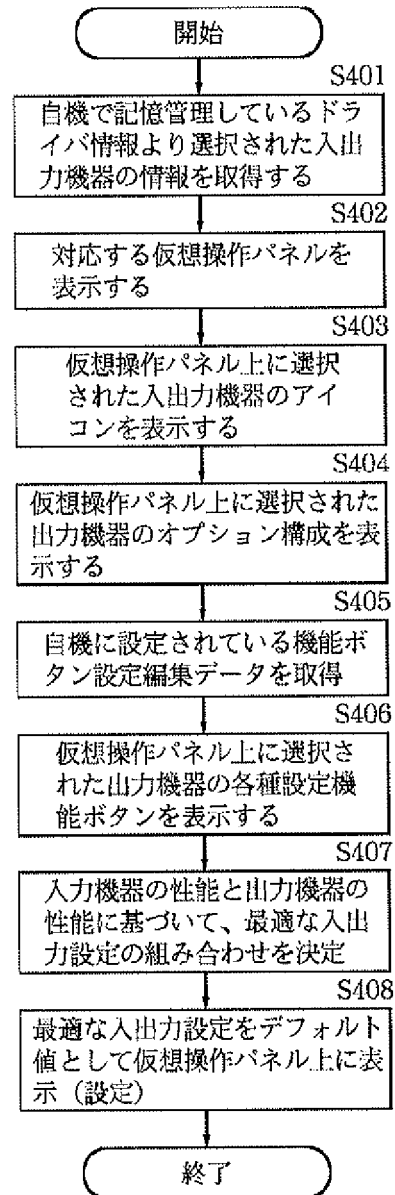 開始
S401
自機で記憶管理しているドラ
イバ情報より選択された入出
力機器の情報を取得する
S402
対応する仮想操作パネルを
表示する
S403
仮想操作パネル上に選択
された入出力機器のアイ
コンを表示する
S404
仮想操作パネル上に選択された
出力機器のオプション構成を表
示する
S405
自機に設定されている機能ボ
タン設定編集データを取得
S406
仮想操作パネル上に選択さ
れた出力機器の各種設定機
能ボタンを表示する
S407
入力機器の性能と出力機器の
性能に基づいて、最適な入出
力設定の組み合わせを決定
S408
最適な入出力設定をデフォルト
値として仮想操作パネル上に表
示(設定)
終了